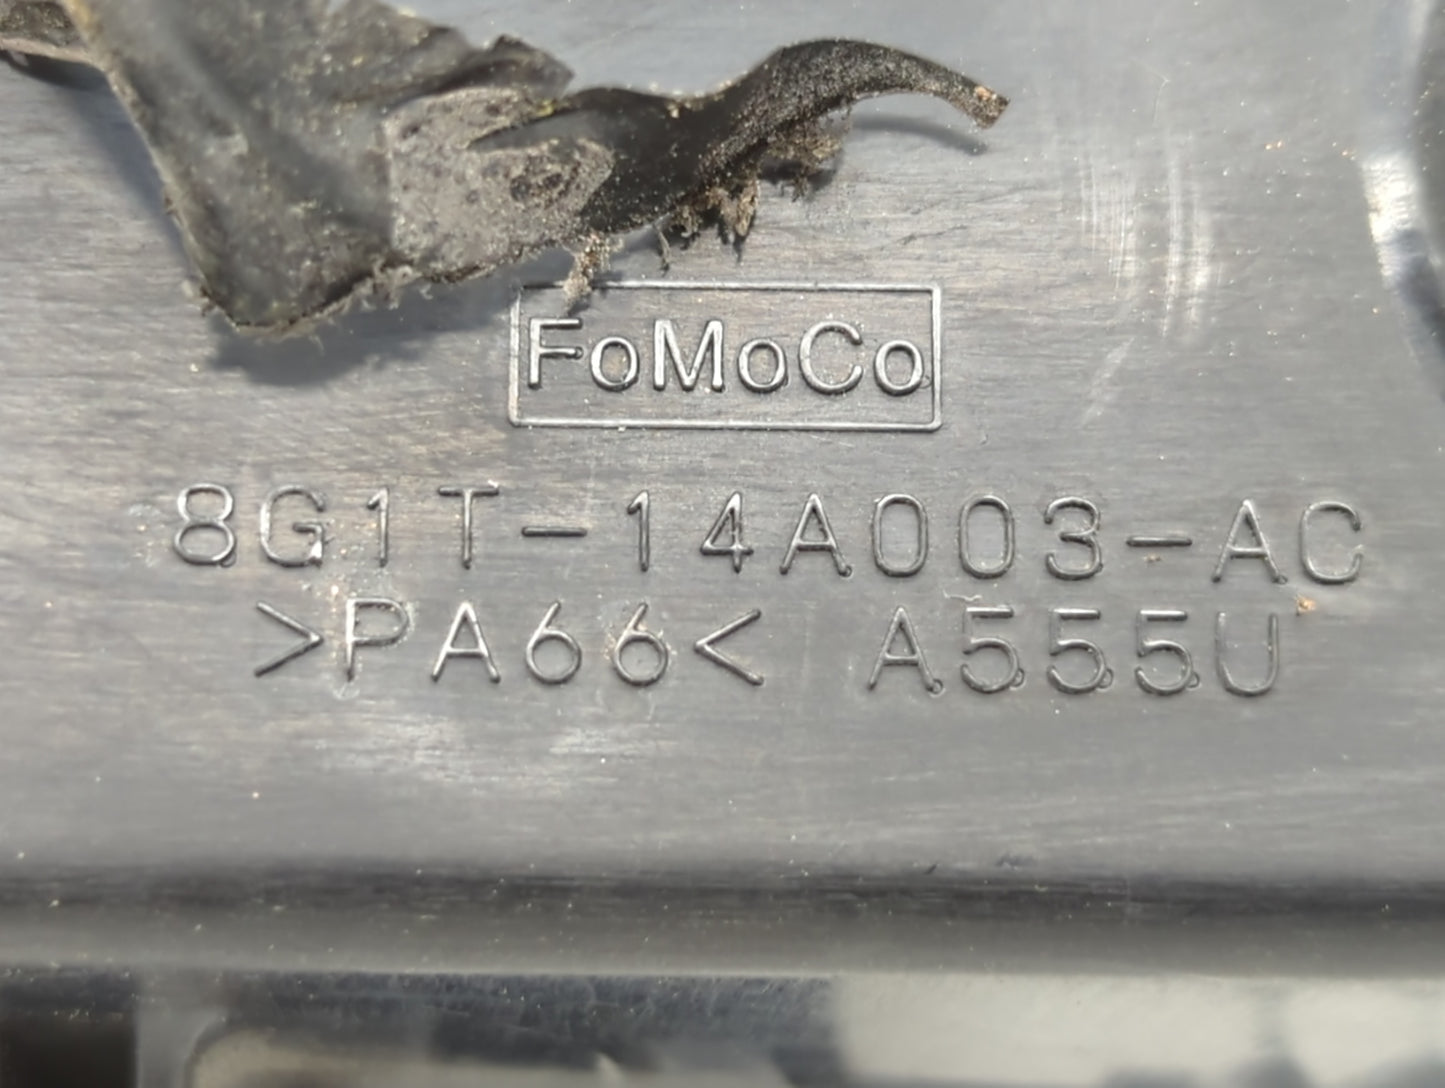 FoMoCo
8G1T-14A003-AC
>PA66< A555U